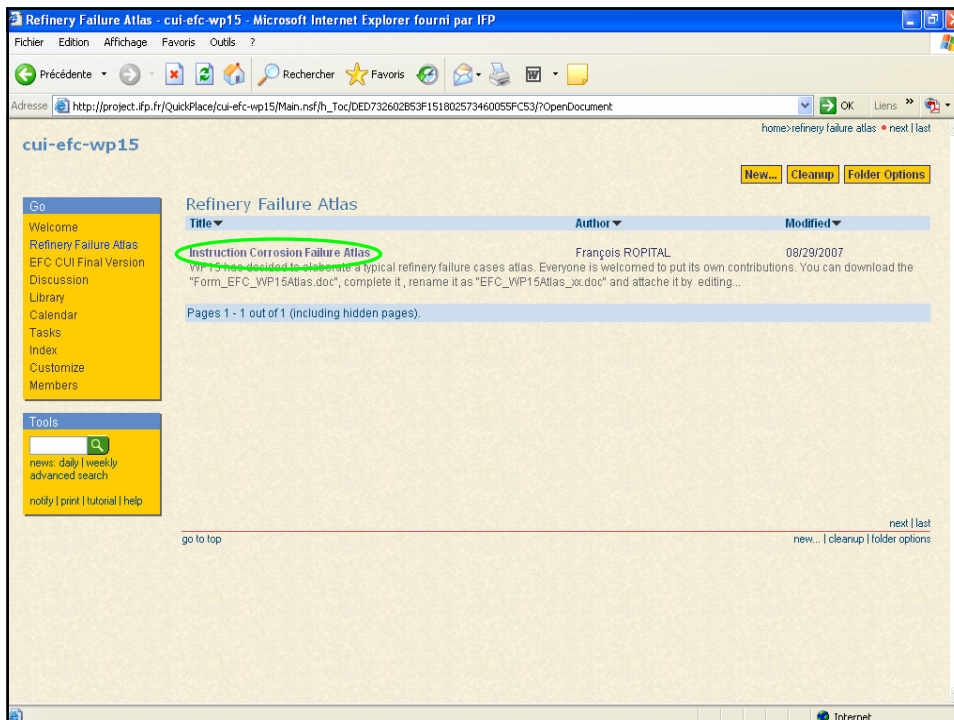 Refinery Failure Atlas - cui-efc-wp15 - Microsoft Internet Explorer fourni par IFP
Fichier Edition Affichage Favoris Outils ?
Précédente Rechercher Favoris
Adresse http://project.ifp.fr/QuickPlace/cui-efc-wp15/Main.nsf/h_Toc/DED732602B53F151802573460055FC53/?OpenDocument OK Liens »
home>refinery failure atlas • next | last
cui-efc-wp15
New... Cleanup Folder Options
Go
Welcome
Refinery Failure Atlas
EFC CUI Final Version
Discussion
Library
Calendar
Tasks
Index
Customize
Members
Tools
news: daily | weekly
advanced search
notify | print | tutorial | help
Refinery Failure Atlas
Title Author Modified
Instruction Corrosion Failure Atlas François ROPITAL 08/29/2007
WP15 has decided to elaborate a typical refinery failure cases atlas. Everyone is welcomed to put its own contributions. You can download the
"Form_EFC_WP15Atlas.doc", complete it , rename it as "EFC_WP15Atlas_xx.doc" and attache it by editing...
Pages 1 - 1 out of 1 (including hidden pages).
next | last
go to top new... | cleanup | folder options
Internet